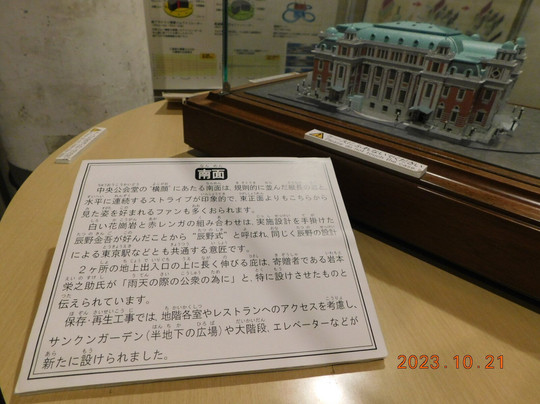 南面
中央公会堂の"横顔"にあたる南面は、規則的に並んだ
水平に連続するストライプが印象的で、東正面よりもこちらから
見た姿を好まれるファンも多くおられます。
白い花崗岩と赤レンガの組み合わせは、実施設計を手掛けた
辰野金吾が好んだことから"辰野式"と呼ばれ、同じく辰野の設計
による東京駅などとも共通する意匠です。
2ヶ所の地上出入口の上に長く伸びる庇は、寄贈者である岩本
栄之助氏が「雨天の際の公衆の為に」と、特に設けさせたものと
伝えられています。
保存・再生工事では、地階各室やレストランへのアクセスを考慮し、
サンクンガーデン(半地下の広場)や大階段、エレベーターなどが
新たに設けられました。
2023.10.21